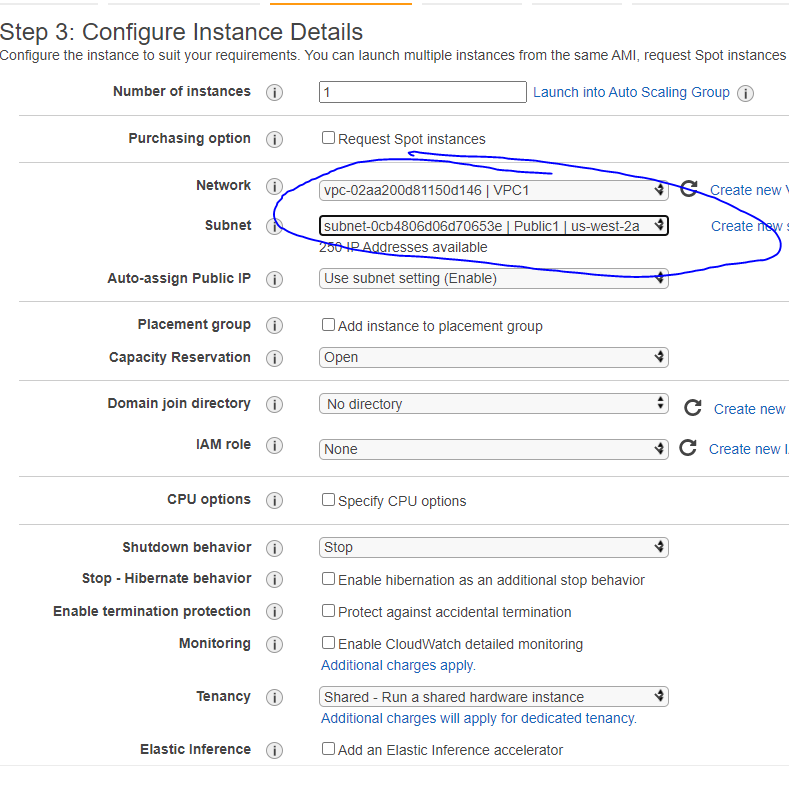 Step 3: Configure Instance Details
Configure the instance to suit your requirements. You can launch multiple instances from the same AMI, request Spot instances
Number of instances i 1 Launch into Auto Scaling Group i
Purchasing option i Request Spot instances
Network i vpc-02aa200d81150d146 | VPC1 Create new V
Subnet i subnet-0cb4806d06d70653e | Public1 | us-west-2a Create new s
250 IP Addresses available
Auto-assign Public IP i Use subnet setting (Enable)
Placement group i Add instance to placement group
Capacity Reservation i Open
Domain join directory i No directory Create new
IAM role i None Create new I
CPU options i Specify CPU options
Shutdown behavior i Stop
Stop - Hibernate behavior i Enable hibernation as an additional stop behavior
Enable termination protection i Protect against accidental termination
Monitoring i Enable CloudWatch detailed monitoring
Additional charges apply.
Tenancy i Shared - Run a shared hardware instance
Additional charges will apply for dedicated tenancy.
Elastic Inference i Add an Elastic Inference accelerator